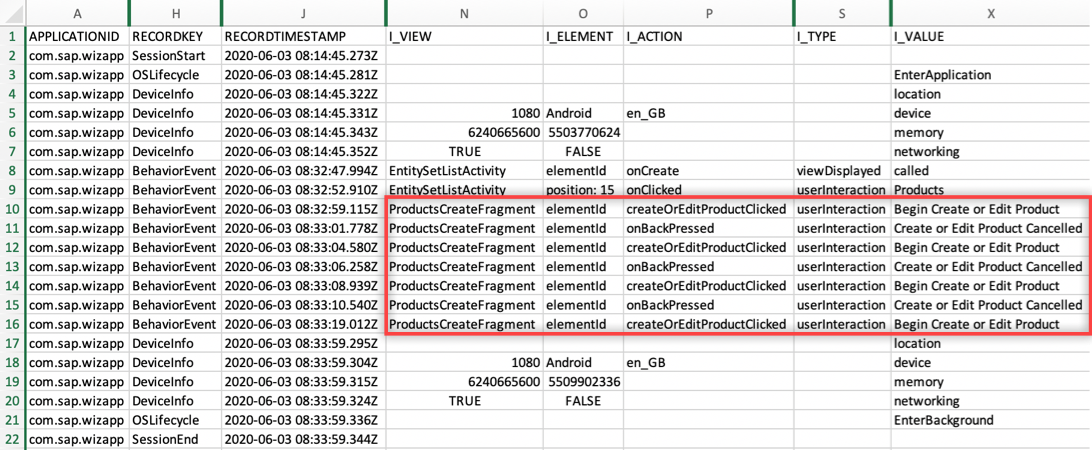 A H J N O P S X
1 APPLICATIONID RECORDKEY RECORDTIMESTAMP I_VIEW I_ELEMENT I_ACTION I_TYPE I_VALUE
2 com.sap.wizapp SessionStart 2020-06-03 08:14:45.273Z
3 com.sap.wizapp OSLifecycle 2020-06-03 08:14:45.281Z EnterApplication
4 com.sap.wizapp DeviceInfo 2020-06-03 08:14:45.322Z location
5 com.sap.wizapp DeviceInfo 2020-06-03 08:14:45.331Z 1080 Android en_GB device
6 com.sap.wizapp DeviceInfo 2020-06-03 08:14:45.343Z 6240665600 5503770624 memory
7 com.sap.wizapp DeviceInfo 2020-06-03 08:14:45.352Z TRUE FALSE networking
8 com.sap.wizapp BehaviorEvent 2020-06-03 08:32:47.994Z EntitySetListActivity elementId onCreate viewDisplayed called
9 com.sap.wizapp BehaviorEvent 2020-06-03 08:32:52.910Z EntitySetListActivity position: 15 onClicked userInteraction Products
10 com.sap.wizapp BehaviorEvent 2020-06-03 08:32:59.115Z ProductsCreateFragment elementId createOrEditProductClicked userInteraction Begin Create or Edit Product
11 com.sap.wizapp BehaviorEvent 2020-06-03 08:33:01.778Z ProductsCreateFragment elementId onBackPressed userInteraction Create or Edit Product Cancelled
12 com.sap.wizapp BehaviorEvent 2020-06-03 08:33:04.580Z ProductsCreateFragment elementId createOrEditProductClicked userInteraction Begin Create or Edit Product
13 com.sap.wizapp BehaviorEvent 2020-06-03 08:33:06.258Z ProductsCreateFragment elementId onBackPressed userInteraction Create or Edit Product Cancelled
14 com.sap.wizapp BehaviorEvent 2020-06-03 08:33:08.939Z ProductsCreateFragment elementId createOrEditProductClicked userInteraction Begin Create or Edit Product
15 com.sap.wizapp BehaviorEvent 2020-06-03 08:33:10.540Z ProductsCreateFragment elementId onBackPressed userInteraction Create or Edit Product Cancelled
16 com.sap.wizapp BehaviorEvent 2020-06-03 08:33:19.012Z ProductsCreateFragment elementId createOrEditProductClicked userInteraction Begin Create or Edit Product
17 com.sap.wizapp DeviceInfo 2020-06-03 08:33:59.295Z location
18 com.sap.wizapp DeviceInfo 2020-06-03 08:33:59.304Z 1080 Android en_GB device
19 com.sap.wizapp DeviceInfo 2020-06-03 08:33:59.315Z 6240665600 5509902336 memory
20 com.sap.wizapp DeviceInfo 2020-06-03 08:33:59.324Z TRUE FALSE networking
21 com.sap.wizapp OSLifecycle 2020-06-03 08:33:59.336Z EnterBackground
22 com.sap.wizapp SessionEnd 2020-06-03 08:33:59.344Z